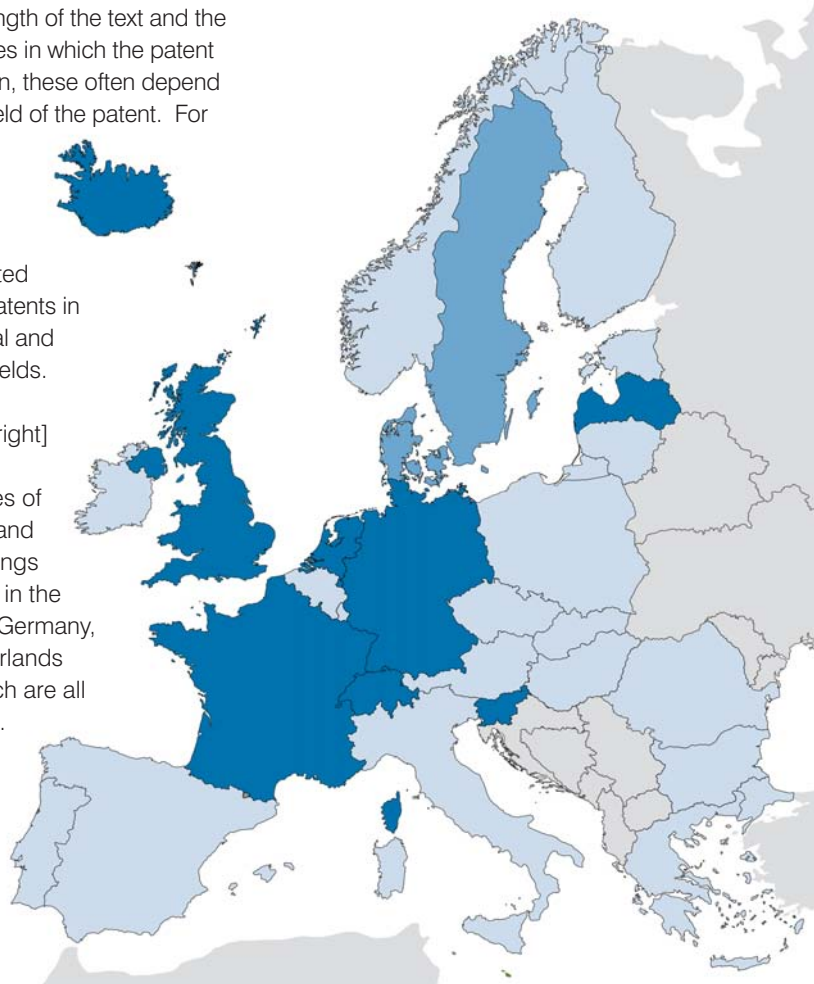 ngth of the text and the
es in which the patent
n, these often depend
eld of the patent. For
ted
atents in
al and
elds.
right]
es of
and
ngs
in the
Germany,
rlands
ch are all
.